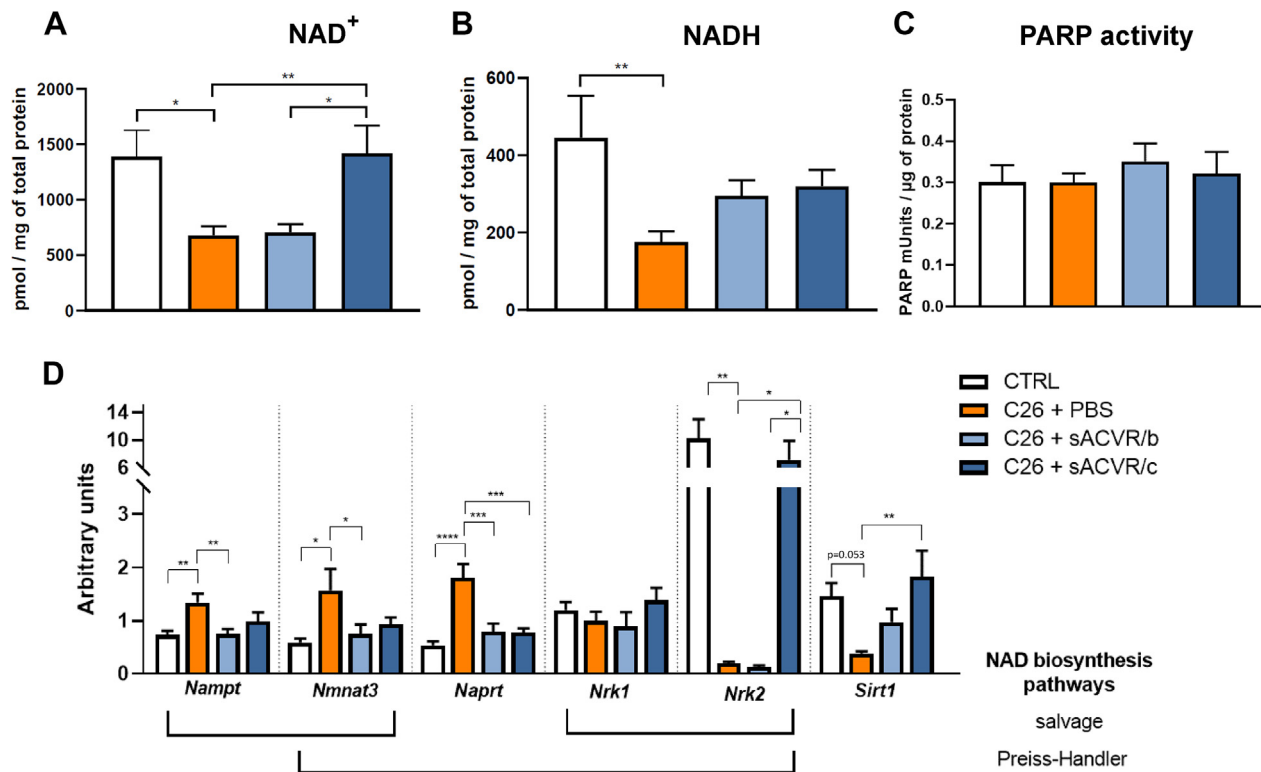 A
NAD+
pmol / mg of total protein
2000
1500
1000
500
0
*
**
*
B
NADH
pmol / mg of total protein
600
400
200
0
**
C
PARP activity
PARP mUnits / µg of protein
0.5
0.4
0.3
0.2
0.1
0.0
D
Arbitrary units
14
10
6
3
2
1
0
**
**
*
*
****
***
***
**
*
*
p=0.053
**
Nampt
Nmnat3
Naprt
Nrk1
Nrk2
Sirt1
CTRL
C26 + PBS
C26 + sACVR/b
C26 + sACVR/c
NAD biosynthesis
pathways
salvage
Preiss-Handler